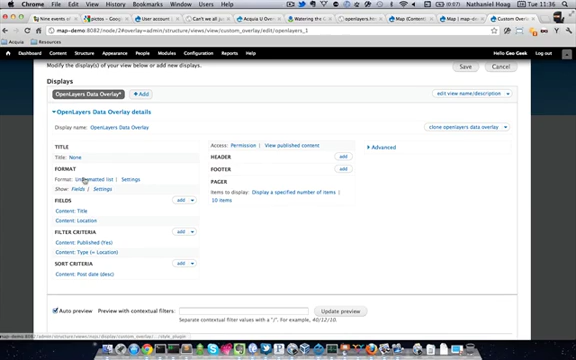 Chrome File Edit View History Bookmarks Window Help
Nathaniel Hoag
Tue 11:36
Nine events
pictos
User account
Can't we all
Acquia U
Watering the
openlayers.html
Map (Content)
Map | map-de
Custom Overlay
map-demo:8082/node/2#overlay=admin/structure/views/view/custom_overlay/edit/openlayers_1
Acquia Resources
Dashboard Content Structure Appearance People Modules Configuration Reports Help
Hello Geo Geek Log out
Modify the display(s) of your view below or add new displays.
Save Cancel
Displays
OpenLayers Data Overlay* Add
edit view name/description
OpenLayers Data Overlay details
Display name: OpenLayers Data Overlay
clone openlayers data overlay
TITLE
Title: None
FORMAT
Format: Unformatted list | Settings
Show: Fields | Settings
FIELDS add
Content: Title
Content: Location
FILTER CRITERIA add
Content: Published (Yes)
Content: Type (= Location)
SORT CRITERIA add
Content: Post date (desc)
Access: Permission | View published content
HEADER add
FOOTER add
PAGER
Items to display: Display a specified number of items |
10 items
Advanced
Auto preview Preview with contextual filters: Update preview
Separate contextual filter values with a "/". For example, 40/12/10.